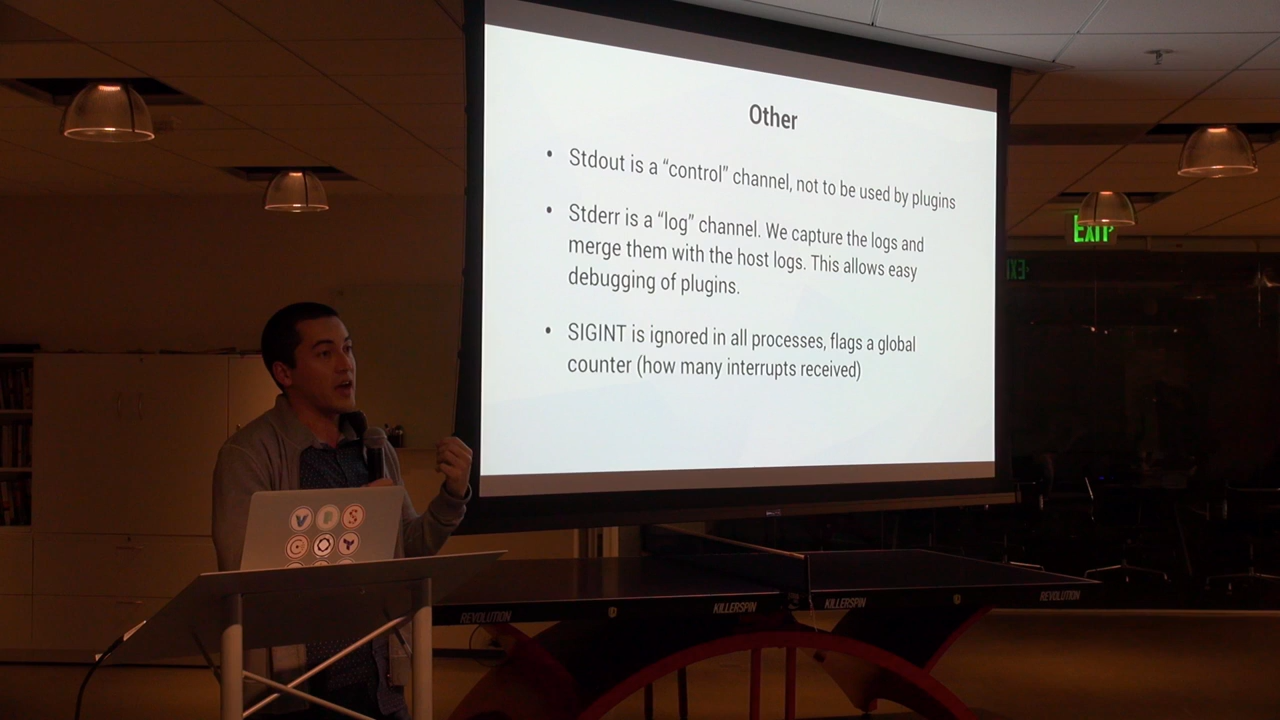 Other
• Stdout is a “control” channel, not to be used by plugins
• Stderr is a “log” channel. We capture the logs and
merge them with the host logs. This allows easy
debugging of plugins.
• SIGINT is ignored in all processes, flags a global
counter (how many interrupts received)
EXIT
REVOLUTION
KILLERSPIN
KILLERSPIN
REVOLUTION